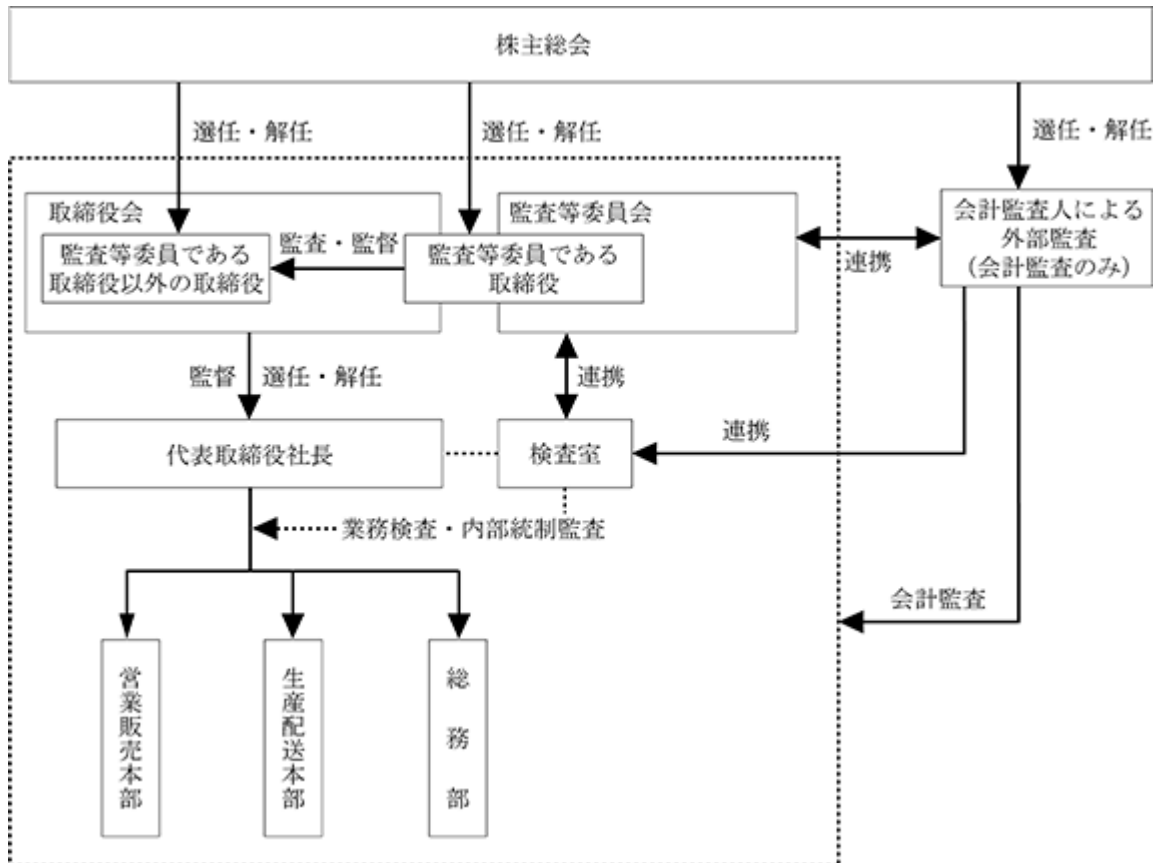 株主総会
選任・解任
選任・解任
選任・解任
取締役会
監査等委員会
会計監査人による
外部監査
(会計監査のみ)
監査等委員である
取締役以外の取締役
監査・監督
監査等委員である
取締役
連携
監督
選任・解任
連携
代表取締役社長
検査室
連携
業務検査・内部統制監査
会計監査
営業販売本部
生産配送本部
総務部